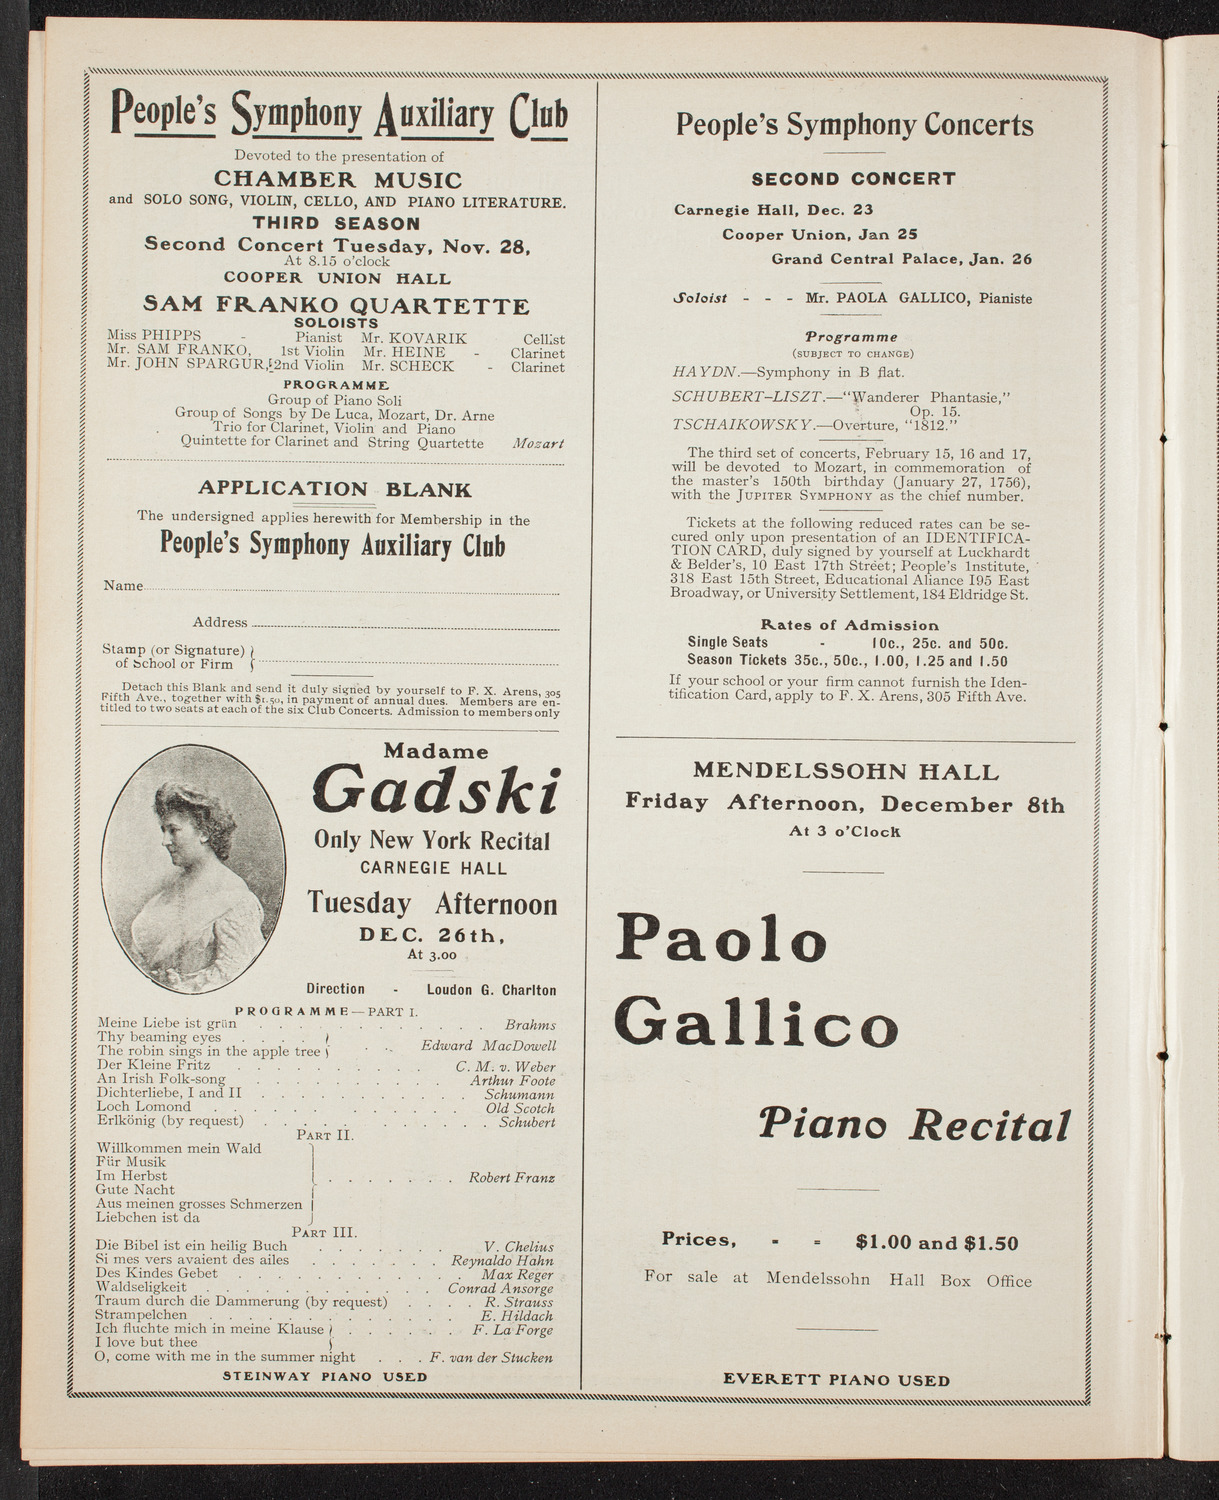 People's Symphony Auxiliary Club
Devoted to the presentation of
CHAMBER MUSIC
and SOLO SONG, VIOLIN, CELLO, AND PIANO LITERATURE.
THIRD SEASON
Second Concert Tuesday, Nov. 28,
At 8.15 o'clock
COOPER UNION HALL
SAM FRANKO QUARTETTE
SOLOISTS
Miss PHIPPS - Pianist Mr. KOVARIK Cellist
Mr. SAM FRANKO, 1st Violin Mr. HEINE - Clarinet
Mr. JOHN SPARGUR, 2nd Violin Mr. SCHECK - Clarinet
PROGRAMME
Group of Piano Soli
Group of Songs by De Luca, Mozart, Dr. Arne
Trio for Clarinet, Violin and Piano
Quintette for Clarinet and String Quartette Mozart
APPLICATION BLANK
The undersigned applies herewith for Membership in the
People's Symphony Auxiliary Club
Name
Address
Stamp (or Signature)
of School or Firm
Detach this Blank and send it duly signed by yourself to F. X. Arens, 305
Fifth Ave., together with $1.50, in payment of annual dues. Members are en-
titled to two seats at each of the six Club Concerts. Admission to members only
Madame
Gadski
Only New York Recital
CARNEGIE HALL
Tuesday Afternoon
DEC. 26th,
At 3.00
Direction - Loudon G. Charlton
PROGRAMME—PART I.
Meine Liebe ist grün . . . . . . . . . . Brahms
Thy beaming eyes . . . .
The robin sings in the apple tree . . Edward MacDowell
Der Kleine Fritz . . . . . . . . . . C. M. v. Weber
An Irish Folk-song . . . . . . . . . Arthur Foote
Dichterliebe, I and II . . . . . . . . . . Schumann
Loch Lomond . . . . . . . . . . Old Scotch
Erlkönig (by request) . . . . . . . . . . Schubert
PART II.
Willkommen mein Wald
Für Musik
Im Herbst . . . . . . . Robert Franz
Gute Nacht
Aus meinen grosses Schmerzen
Liebchen ist da
PART III.
Die Bibel ist ein heilig Buch . . . . . . . V. Chelius
Si mes vers avaient des ailes . . . . . . . Reynaldo Hahn
Des Kindes Gebet . . . . . . . . . . Max Reger
Waldseligkeit . . . . . . . . . . Conrad Ansorge
Traum durch die Dammerung (by request) . . . . R. Strauss
Strampelchen . . . . . . . . . . . E. Hildach
Ich fluchte mich in meine Klause . . . . . . F. La Forge
I love but thee
O, come with me in the summer night . . . F. van der Stucken
STEINWAY PIANO USED
People's Symphony Concerts
SECOND CONCERT
Carnegie Hall, Dec. 23
Cooper Union, Jan 25
Grand Central Palace, Jan. 26
Soloist - - - Mr. PAOLA GALLICO, Pianiste
Programme
(SUBJECT TO CHANGE)
HAYDN.—Symphony in B flat.
SCHUBERT-LISZT.—"Wanderer Phantasie,"
Op. 15.
TSCHAIKOWSKY.—Overture, "1812."
The third set of concerts, February 15, 16 and 17,
will be devoted to Mozart, in commemoration of
the master's 150th birthday (January 27, 1756),
with the JUPITER SYMPHONY as the chief number.
Tickets at the following reduced rates can be se-
cured only upon presentation of an IDENTIFICA-
TION CARD, duly signed by yourself at Luckhardt
& Belder's, 10 East 17th Street; People's Institute,
318 East 15th Street, Educational Aliance 195 East
Broadway, or University Settlement, 184 Eldridge St.
Rates of Admission
Single Seats - 10c., 25c. and 50c.
Season Tickets 35c., 50c., 1.00, 1.25 and 1.50
If your school or your firm cannot furnish the Iden-
tification Card, apply to F. X. Arens, 305 Fifth Ave.
MENDELSSOHN HALL
Friday Afternoon, December 8th
At 3 o'Clock
Paolo
Gallico
Piano Recital
Prices, - - $1.00 and $1.50
For sale at Mendelssohn Hall Box Office
EVERETT PIANO USED